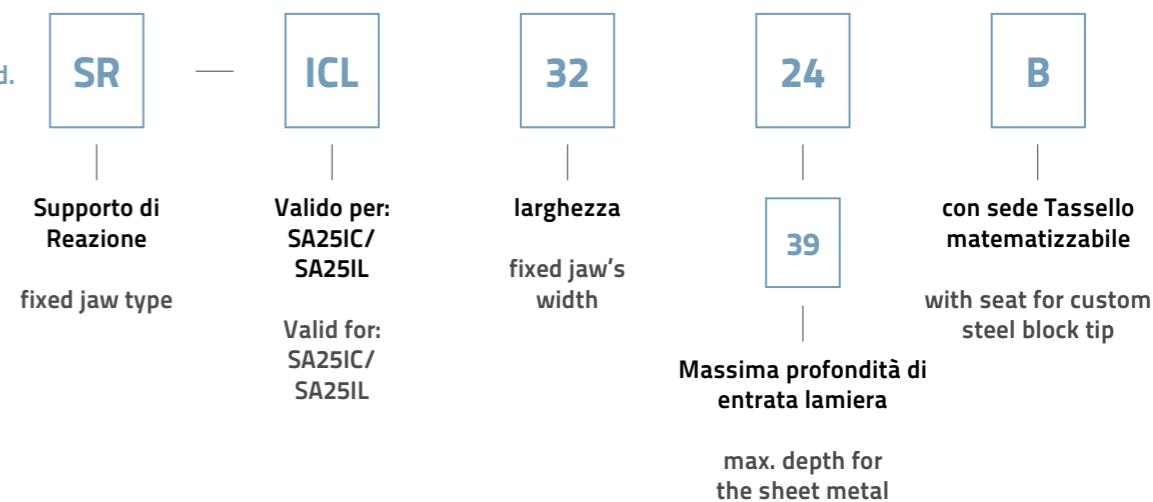 d.
SR — ICL 32 24 B
Supporto di
Reazione
fixed jaw type
Valido per:
SA25IC/
SA25IL
Valid for:
SA25IC/
SA25IL
larghezza
fixed jaw's
width
39
Massima profondità di
entrata lamiera
max. depth for
the sheet metal
con sede Tassello
matematizzabile
with seat for custom
steel block tip